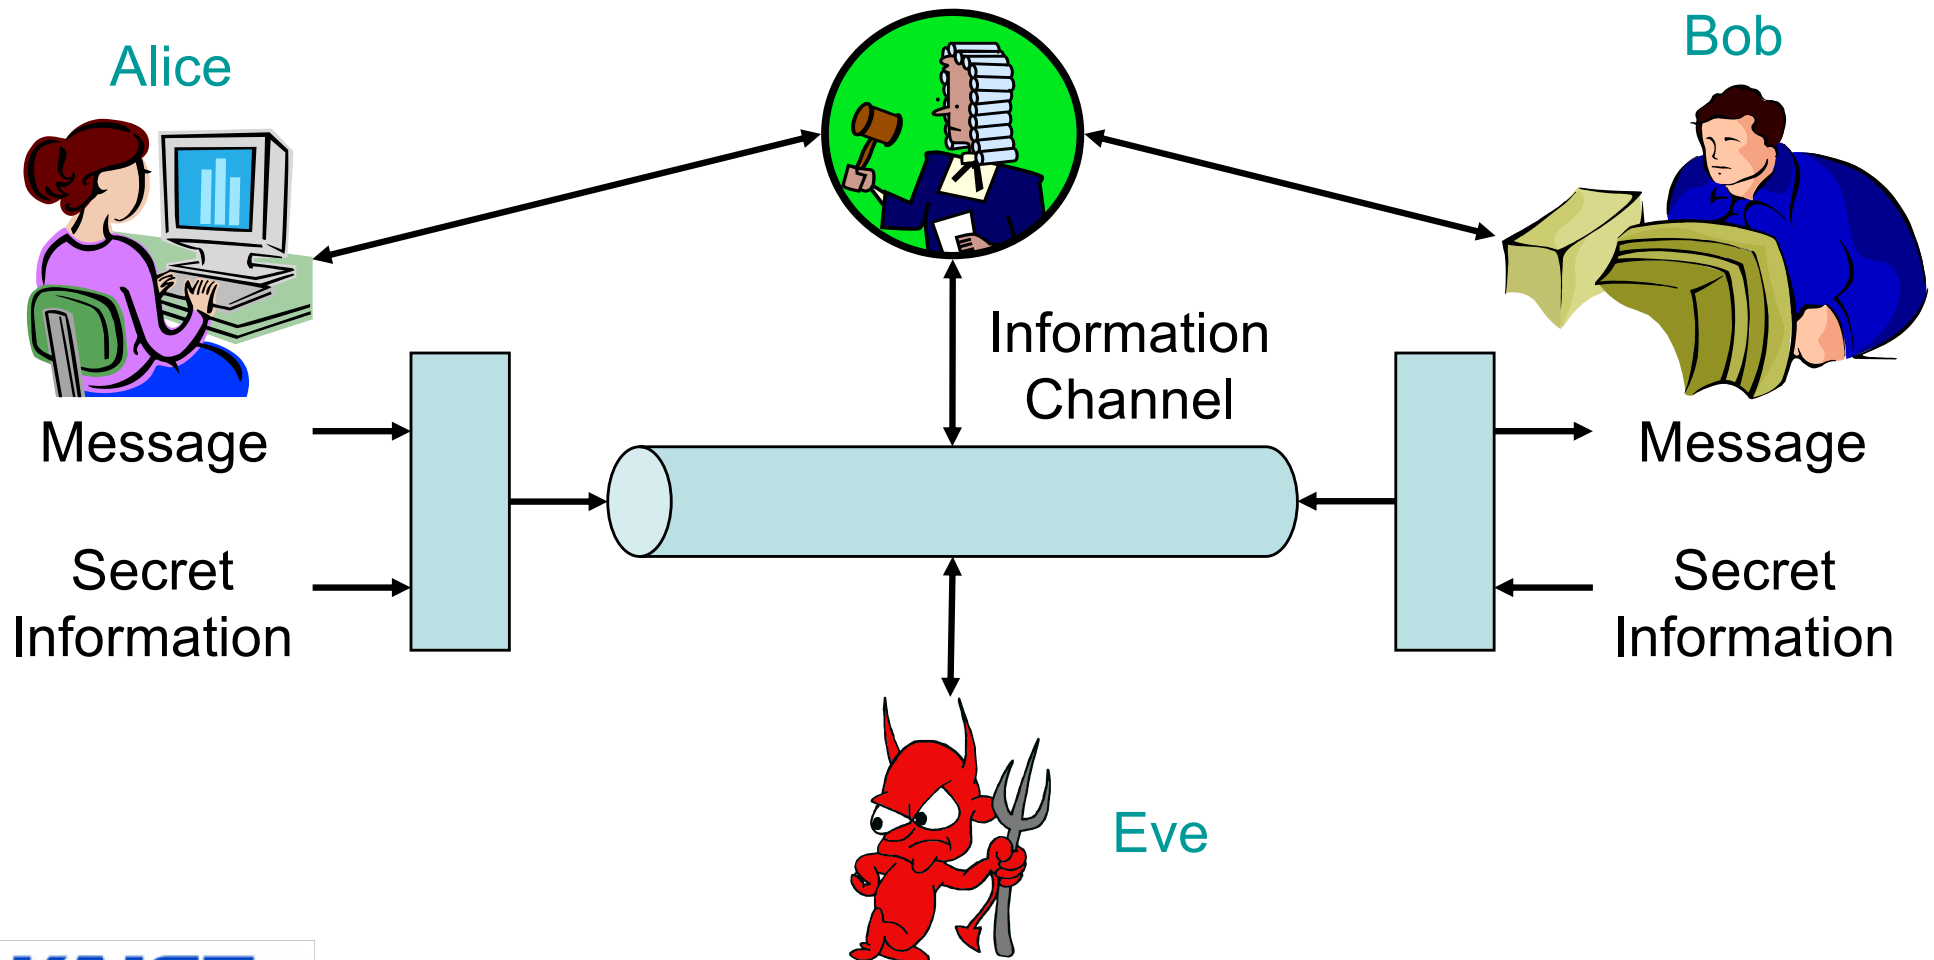 Alice
Bob
Information
Channel
Message
Message
Secret
Information
Secret
Information
Eve